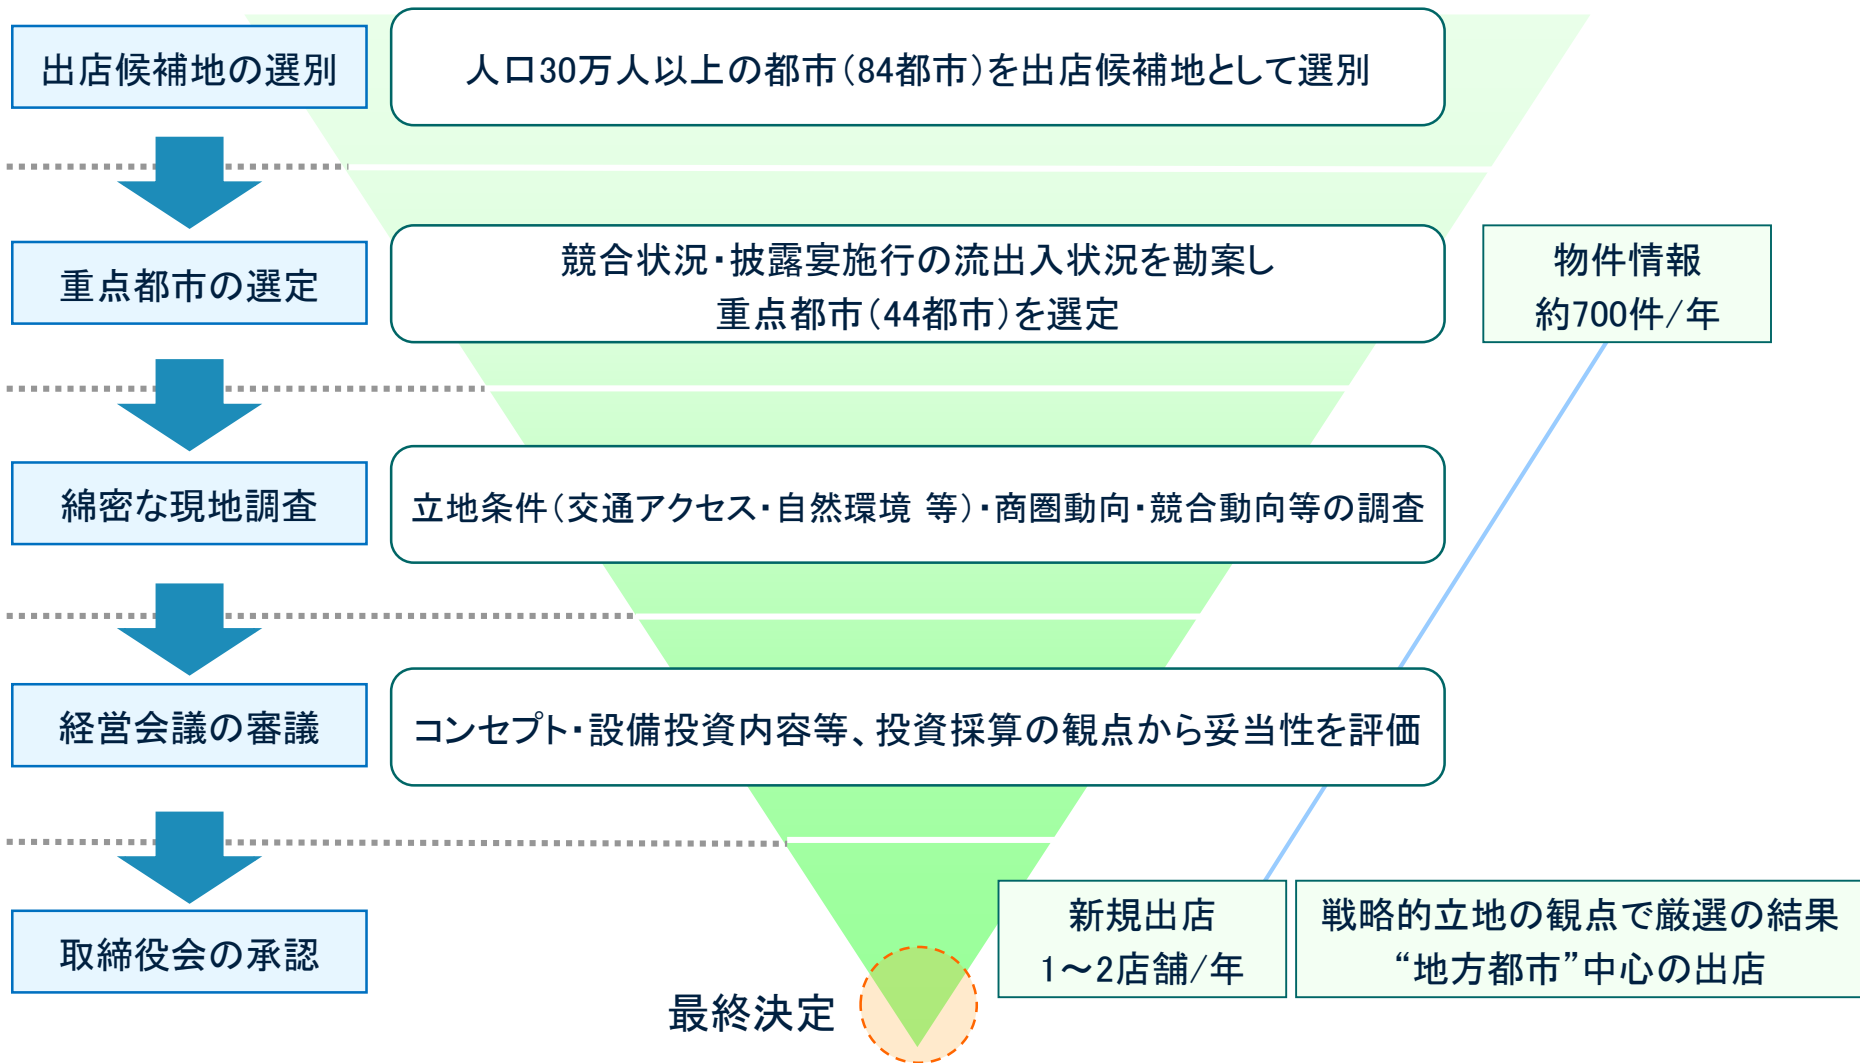 出店候補地の選別
人口30万人以上の都市（84都市）を出店候補地として選別
重点都市の選定
競合状況・披露宴施行の流出入状況を勘案し
重点都市（44都市）を選定
物件情報
約700件/年
綿密な現地調査
立地条件（交通アクセス・自然環境 等）・商圏動向・競合動向等の調査
経営会議の審議
コンセプト・設備投資内容等、投資採算の観点から妥当性を評価
取締役会の承認
新規出店
1～2店舗/年
戦略的立地の観点で厳選の結果
“地方都市”中心の出店
最終決定